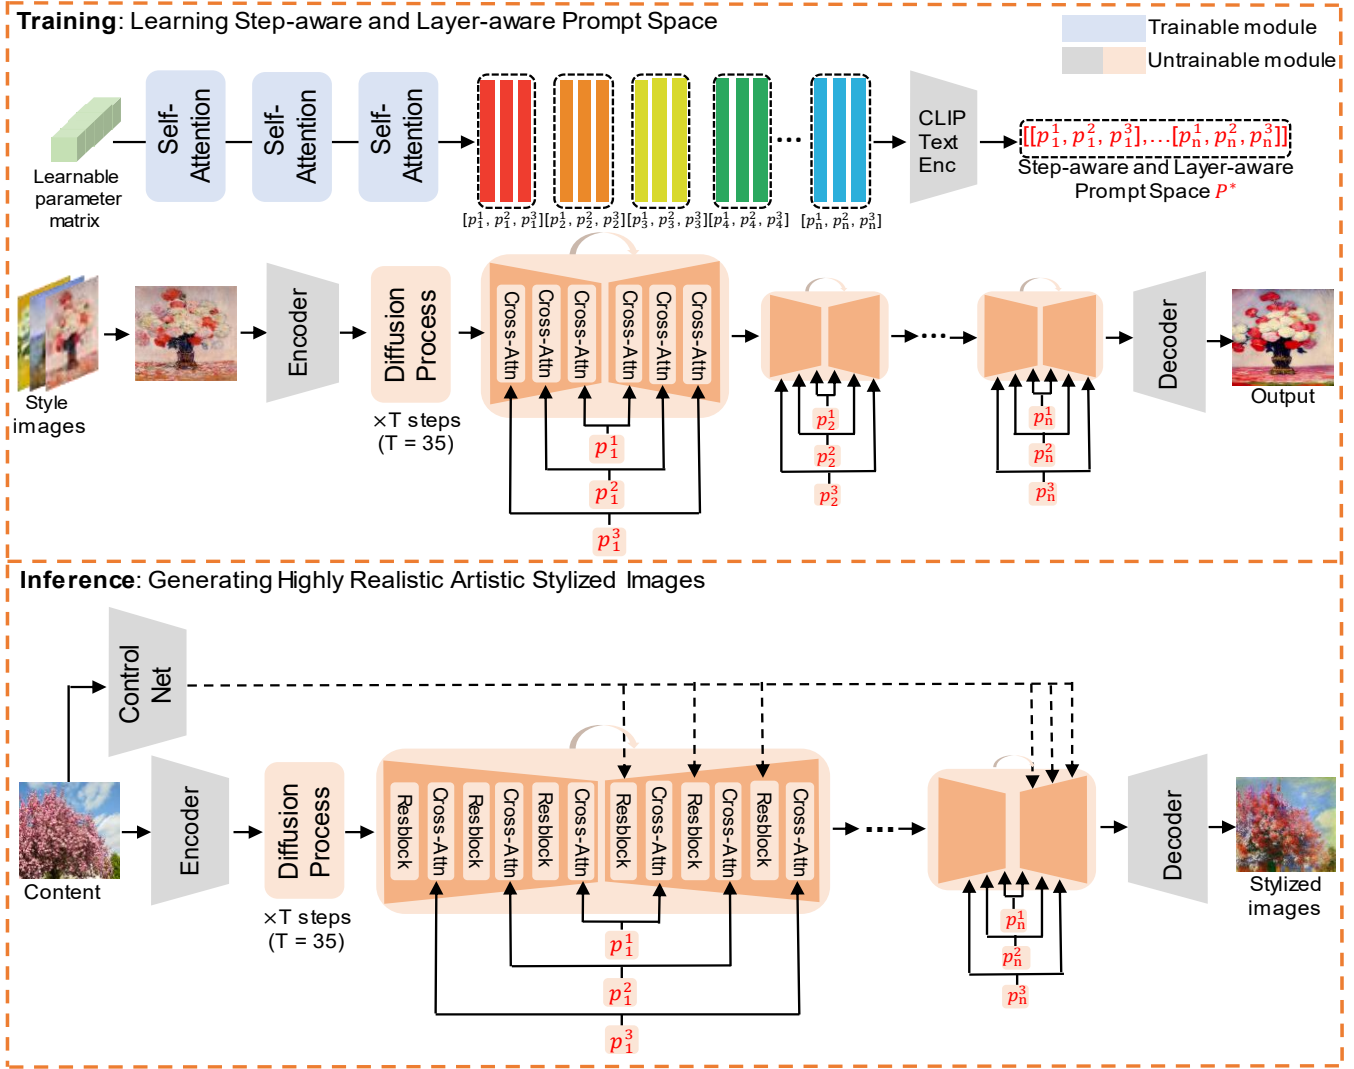 Training: Learning Step-aware and Layer-aware Prompt Space
Trainable module
Untrainable module
Learnable
parameter
matrix
Self-
Attention
Self-
Attention
Self-
Attention
[p₁¹, p₁², p₁³]
[p₂¹, p₂², p₂³]
[p₃¹, p₃², p₃³]
[p₄¹, p₄², p₄³]
[pₙ¹, pₙ², pₙ³]
CLIP
Text
Enc
[[p₁¹, p₁², p₁³],...[pₙ¹, pₙ², pₙ³]]
Step-aware and Layer-aware
Prompt Space P*
Style
images
Encoder
Diffusion
Process
×T steps
(T = 35)
Cross-Attn
Cross-Attn
Cross-Attn
Cross-Attn
Cross-Attn
Cross-Attn
p₁¹
p₁²
p₁³
p₂¹
p₂²
p₂³
pₙ¹
pₙ²
pₙ³
Decoder
Output
Inference: Generating Highly Realistic Artistic Stylized Images
Control
Net
Content
Encoder
Diffusion
Process
×T steps
(T = 35)
Resblock
Cross-Attn
Resblock
Cross-Attn
Resblock
Cross-Attn
Resblock
Cross-Attn
Resblock
Cross-Attn
Resblock
Cross-Attn
p₁¹
p₁²
p₁³
pₙ¹
pₙ²
pₙ³
Decoder
Stylized
images